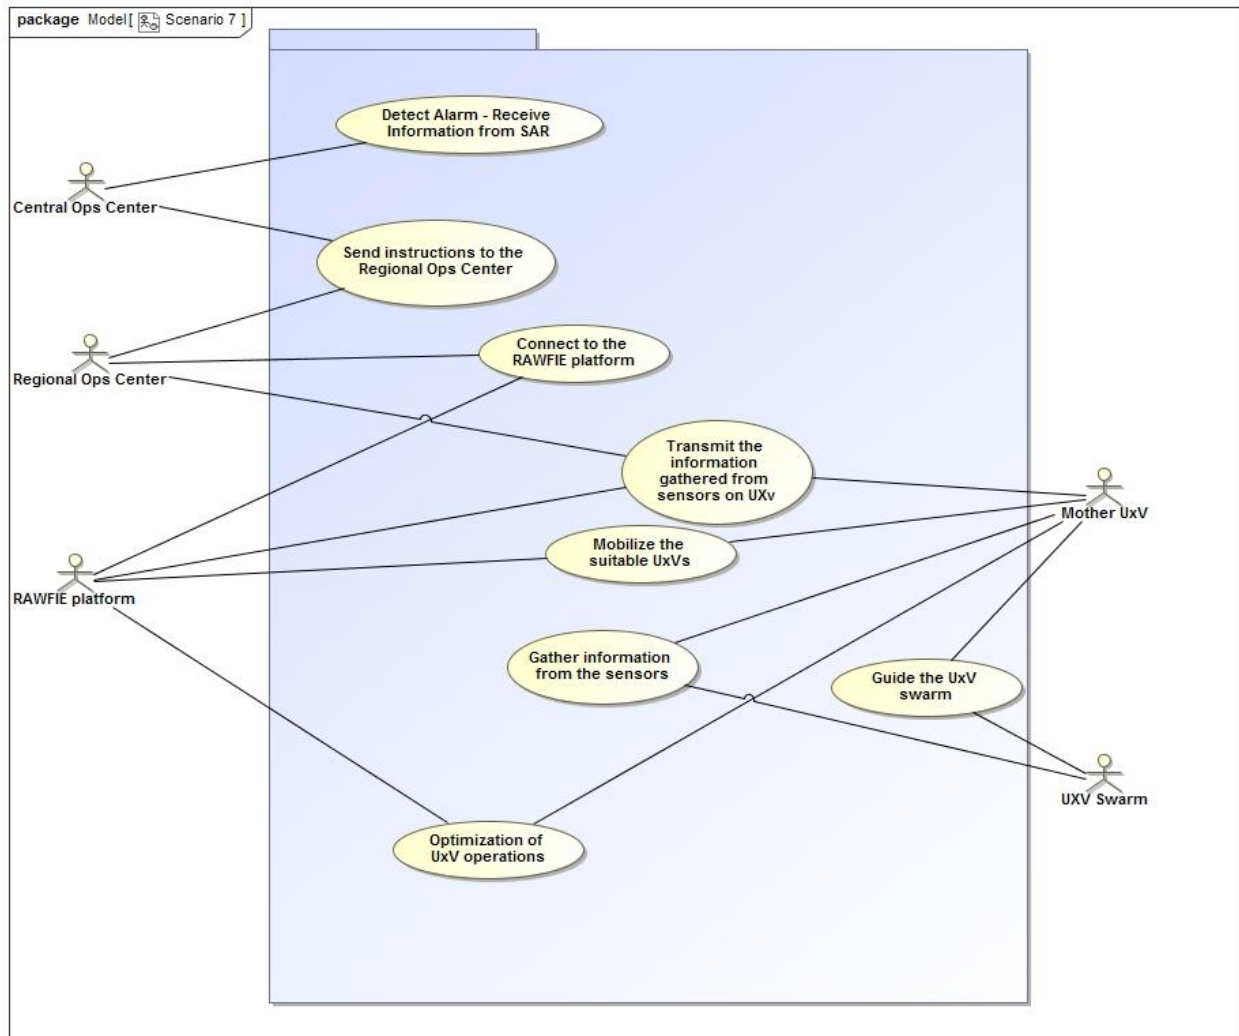 package Model[ Scenario 7 ]
Detect Alarm - Receive
Information from SAR
Central Ops Center
Send instructions to the
Regional Ops Center
Connect to the
RAWFIE platform
Regional Ops Center
Transmit the
information
gathered from
sensors on UXv
Mother UxV
Mobilize the
suitable UxVs
RAWFIE platform
Gather information
from the sensors
Guide the UxV
swarm
UXV Swarm
Optimization of
UxV operations